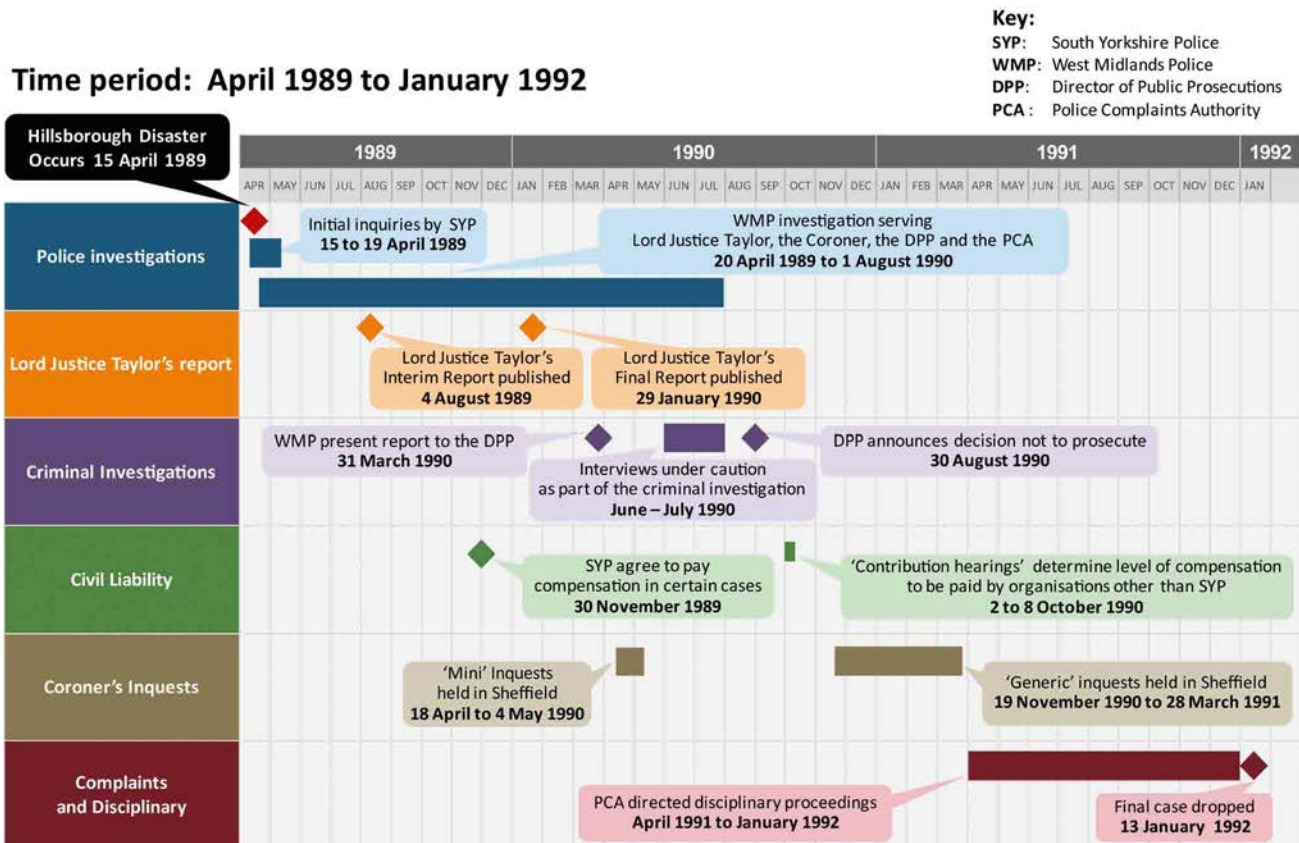 Key:
SYP: South Yorkshire Police
WMP: West Midlands Police
DPP: Director of Public Prosecutions
PCA : Police Complaints Authority
Time period: April 1989 to January 1992
Hillsborough Disaster
Occurs 15 April 1989
1989 1990 1991 1992
APR MAY JUN JUL AUG SEP OCT NOV DEC JAN FEB MAR APR MAY JUN JUL AUG SEP OCT NOV DEC JAN FEB MAR APR MAY JUN JUL AUG SEP OCT NOV DEC JAN
Police investigations
Initial inquiries by SYP
15 to 19 April 1989
WMP investigation serving
Lord Justice Taylor, the Coroner, the DPP and the PCA
20 April 1989 to 1 August 1990
Lord Justice Taylor's report
Lord Justice Taylor's
Interim Report published
4 August 1989
Lord Justice Taylor's
Final Report published
29 January 1990
Criminal Investigations
WMP present report to the DPP
31 March 1990
Interviews under caution
as part of the criminal investigation
June – July 1990
DPP announces decision not to prosecute
30 August 1990
Civil Liability
SYP agree to pay
compensation in certain cases
30 November 1989
'Contribution hearings' determine level of compensation
to be paid by organisations other than SYP
2 to 8 October 1990
Coroner's Inquests
'Mini' Inquests
held in Sheffield
18 April to 4 May 1990
'Generic' inquests held in Sheffield
19 November 1990 to 28 March 1991
Complaints
and Disciplinary
PCA directed disciplinary proceedings
April 1991 to January 1992
Final case dropped
13 January 1992